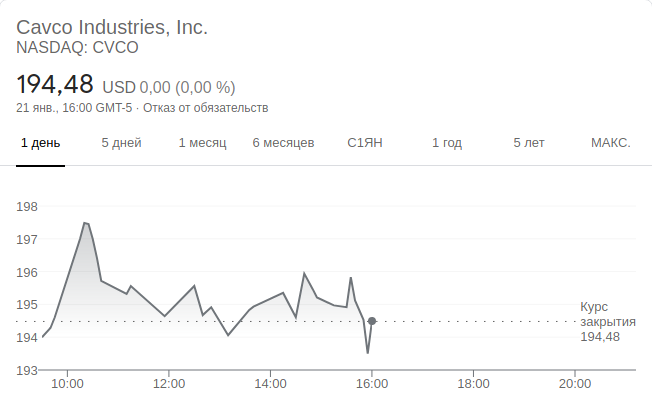 Cavco Industries, Inc.
NASDAQ: CVCO
194,48 USD 0,00 (0,00 %)
21 янв., 16:00 GMT-5 · Отказ от обязательств
1 день 5 дней 1 месяц 6 месяцев С1ЯН 1 год 5 лет МАКС.
198
197
196
195
194
193
Курс
закрытия
194,48
10:00 12:00 14:00 16:00 18:00 20:00